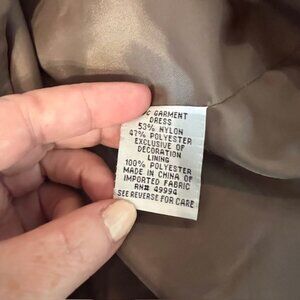 PC GARMENT
DRESS
53% NYLON
47% POLYESTER
EXCLUSIVE OF
DECORATION
LINING
100% POLYESTER
MADE IN CHINA OF
IMPORTED FABRIC
RN# 49994
SEE REVERSE FOR CARE